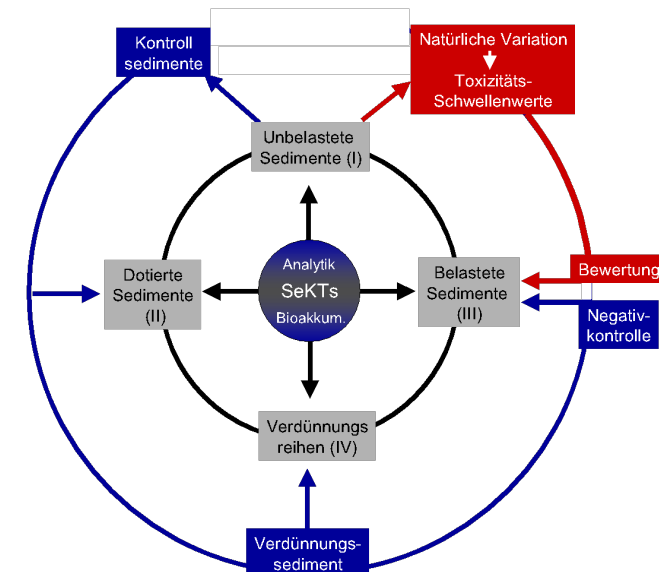 Kontroll
sedimente
Natürliche Variation
Toxizitäts-
Schwellenwerte
Unbelastete
Sedimente (I)
Dotierte
Sedimente
(II)
Analytik
SeKTs
Bioakkum.
Belastete
Sedimente
(III)
Bewertung
Negativ-
kontrolle
Verdünnungs
reihen (IV)
Verdünnungs-
sediment